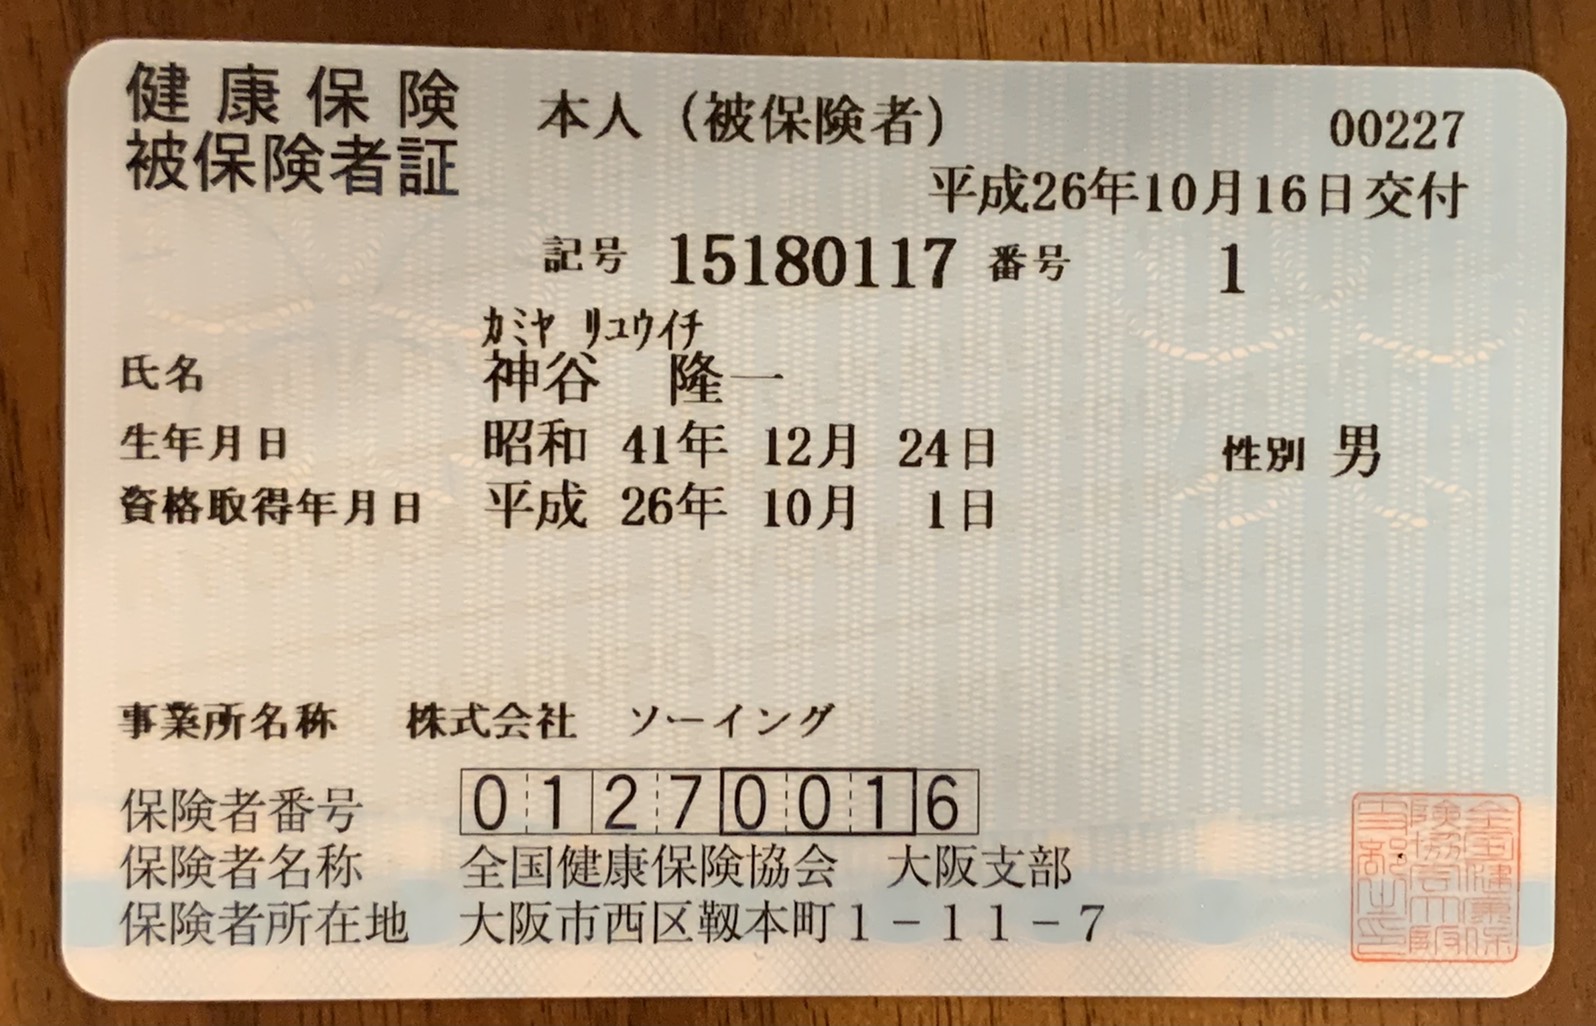 健康保険 本人（被保険者） 00227
被保険者証
平成26年10月16日交付
記号 15180117 番号 1
ｶﾐﾔ ﾘｭｳｲﾁ
氏名 神谷 隆一
生年月日 昭和 41年 12月 24日 性別 男
資格取得年月日 平成 26年 10月 1日
事業所名称 株式会社 ソーイング
保険者番号 01270016
保険者名称 全国健康保険協会 大阪支部
保険者所在地 大阪市西区靱本町1－11－7